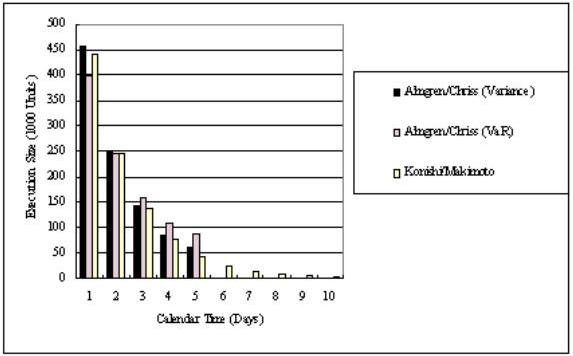 500
450
400
350
300
250
200
150
100
50
0
Execution Size (1000 Units)
1 2 3 4 5 6 7 8 9 10
Calendar Time (Days)
Almgren/Chriss (Variance)
Almgren/Chriss (VaR)
Konishi/Makimoto